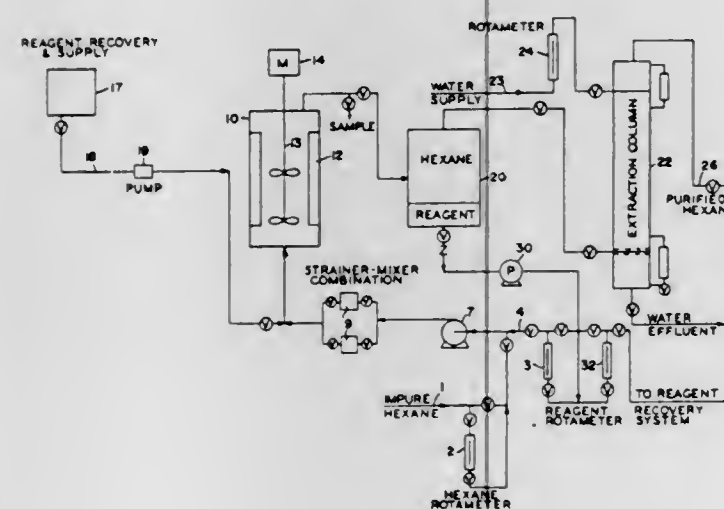 REAGENT RECOVERY
& SUPPLY
17
18
19
PUMP
M
14
10
13
12
SAMPLE
ROTAMETER
24
23
WATER
SUPPLY
HEXANE
20
REAGENT
EXTRACTION COLUMN
22
26
PURIFIED
HEXAN
30
P
STRAINER-MIXER
COMBINATION
9
7
4
3
32
WATER
EFFLUENT
IMPURE
HEXANE
1
2
HEXANE
ROTAMETER
REAGENT
ROTAMETER
TO REAGENT
RECOVERY
SYSTEM